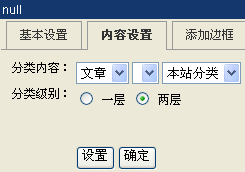 null
基本设置 内容设置 添加边框
分类内容： 文章 本站分类
分类级别： 一层 两层
设置 确定